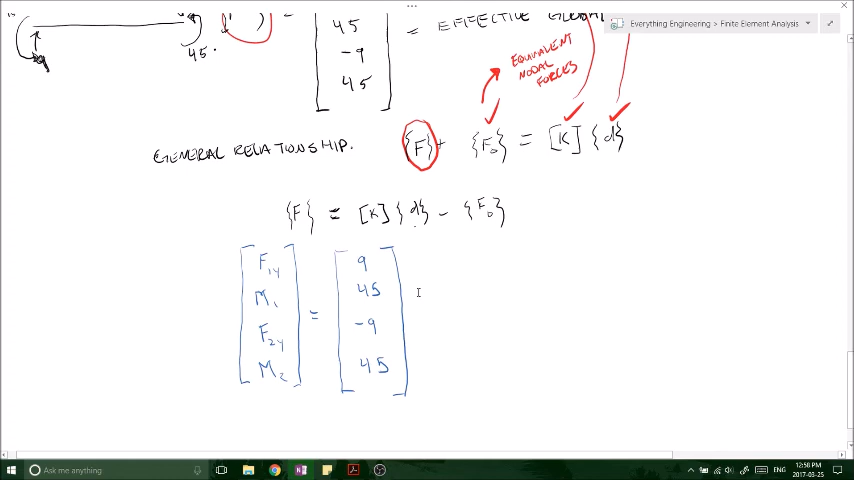 Everything Engineering > Finite Element Analysis
45 = EFFECTIVE GLOBAL
-9
45
45.
EQUIVALENT
NODAL
FORCES
GENERAL RELATIONSHIP. {F} + {F₀} = [K] {d}
{F} = [K] {d} - {F₀}
F₁y 9
M₁ 45
=
F₂y -9
M₂ 45
Ask me anything
ENG
12:58 PM
2017-03-25